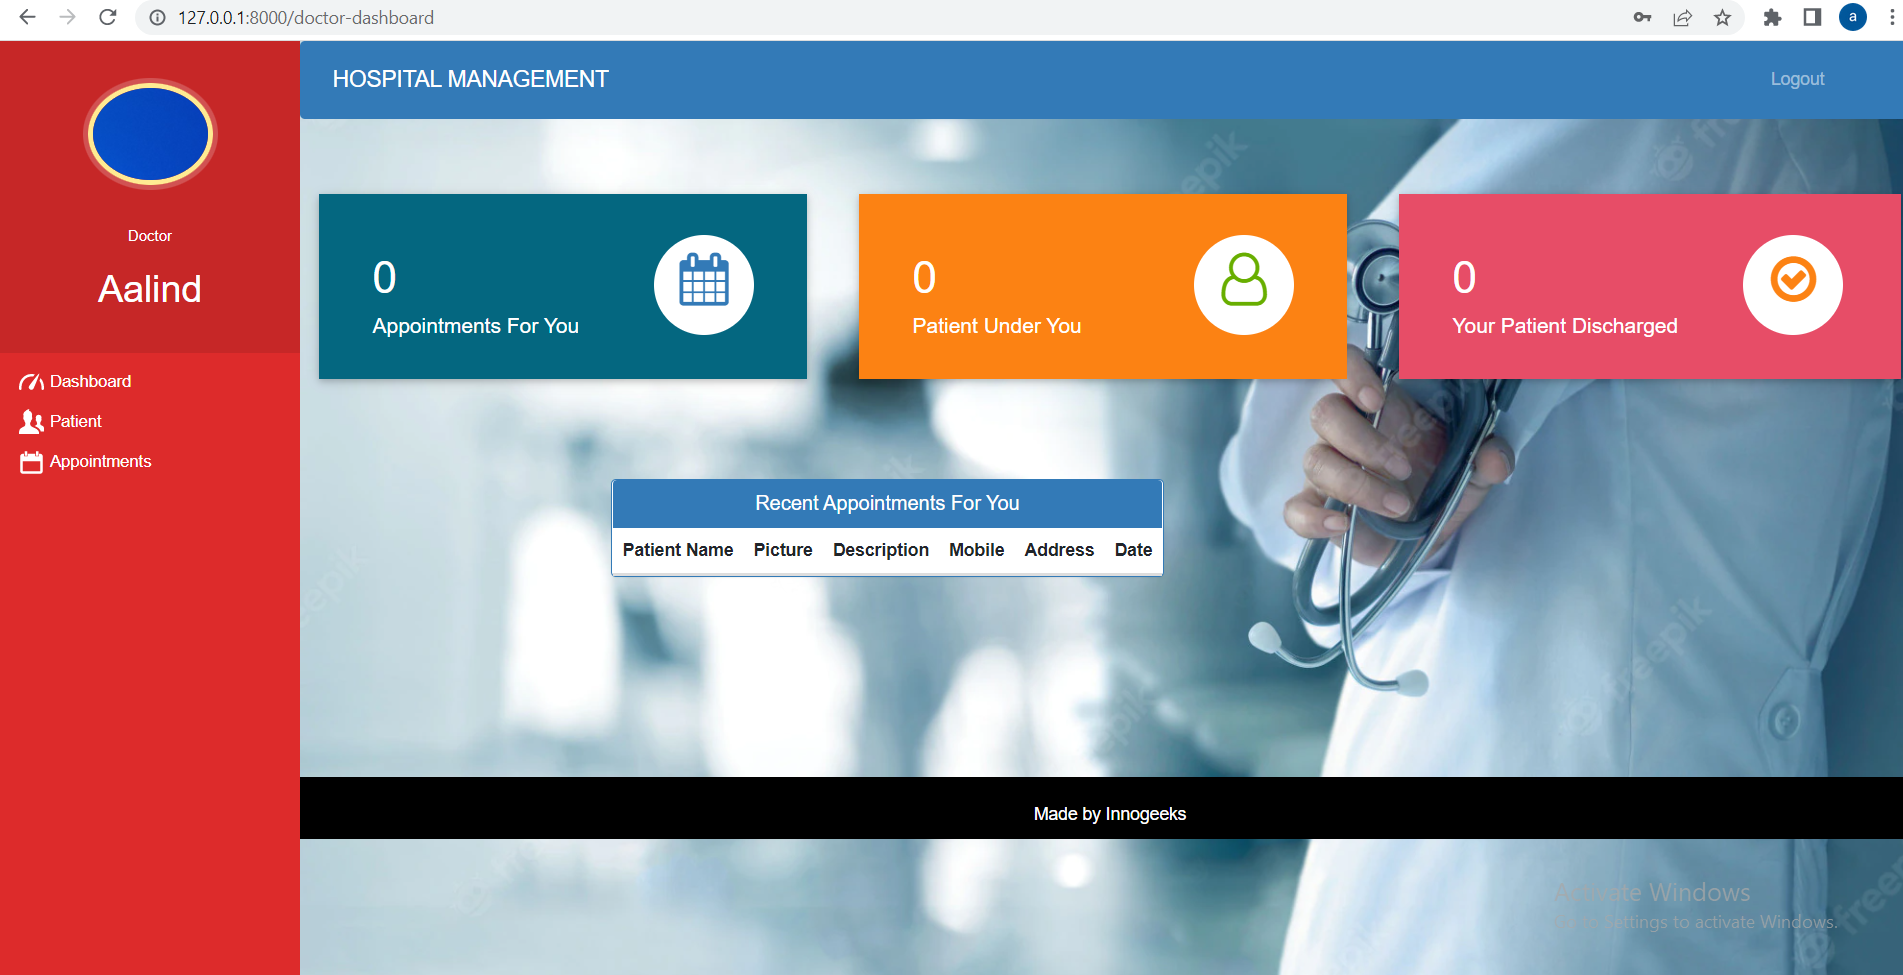 127.0.0.1:8000/doctor-dashboard
a
HOSPITAL MANAGEMENT
Logout
Doctor
Aalind
Dashboard
Patient
Appointments
0
Appointments For You
0
Patient Under You
0
Your Patient Discharged
Recent Appointments For You
Patient Name Picture Description Mobile Address Date
Made by Innogeeks
Activate Windows
Go to Settings to activate Windows.
freepik
freepik